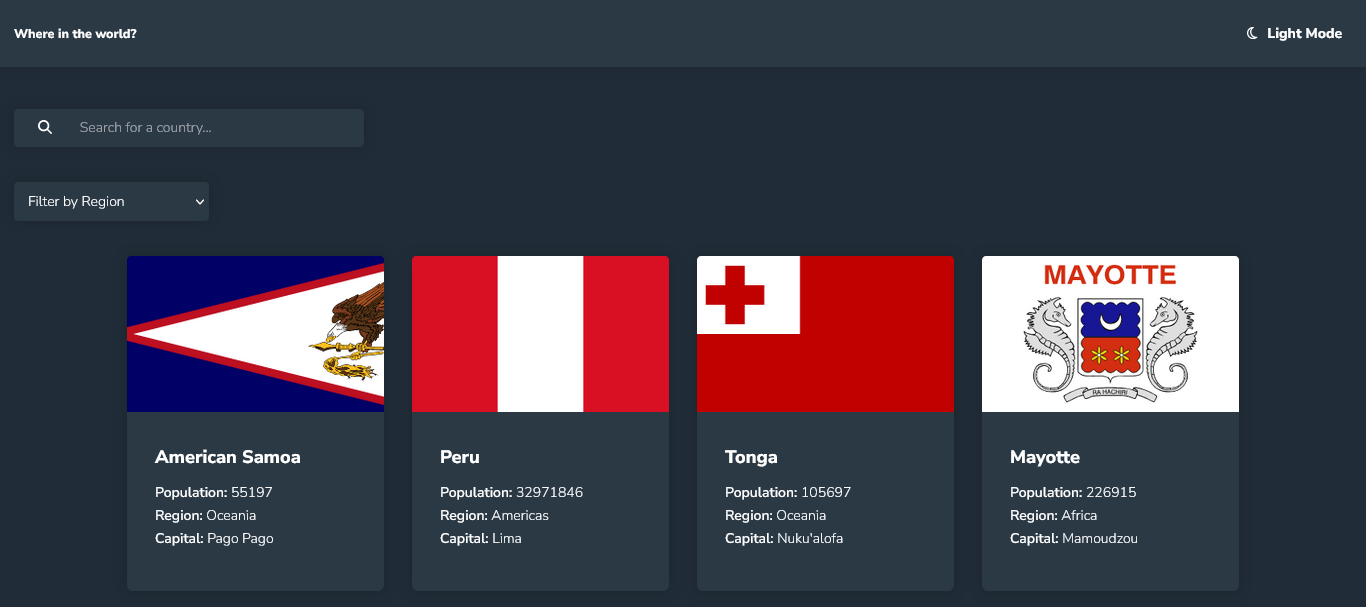 Where in the world?
Light Mode
Search for a country...
Filter by Region
American Samoa
Population: 55197
Region: Oceania
Capital: Pago Pago
Peru
Population: 32971846
Region: Americas
Capital: Lima
Tonga
Population: 105697
Region: Oceania
Capital: Nuku'alofa
MAYOTTE
RA HACHIRI
Mayotte
Population: 226915
Region: Africa
Capital: Mamoudzou